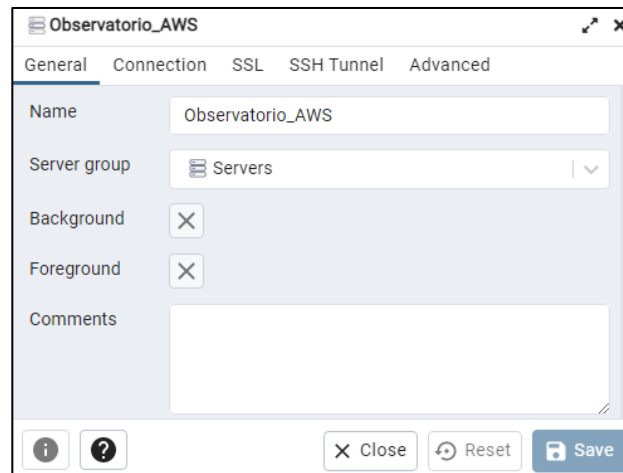 Observatorio_AWS
General Connection SSL SSH Tunnel Advanced
Name Observatorio_AWS
Server group Servers
Background
Foreground
Comments
Close Reset Save